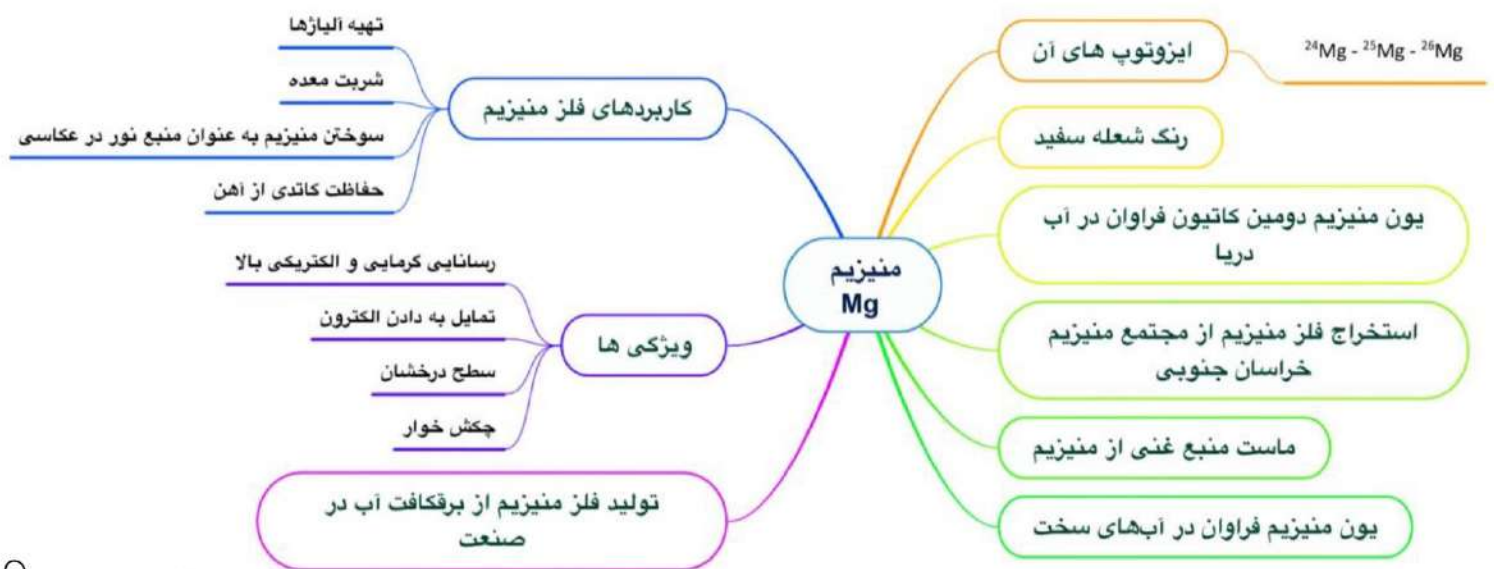 منیزیم
Mg
ایزوتوپ های آن
²⁴Mg - ²⁵Mg - ²⁶Mg
رنگ شعله سفید
یون منیزیم دومین کاتیون فراوان در آب
دریا
استخراج فلز منیزیم از مجتمع منیزیم
خراسان جنوبی
ماست منبع غنی از منیزیم
یون منیزیم فراوان در آب‌های سخت
کاربردهای فلز منیزیم
تهیه آلیاژها
شربت معده
سوختن منیزیم به عنوان منبع نور در عکاسی
حفاظت کاتدی از آهن
ویژگی ها
رسانایی گرمایی و الکتریکی بالا
تمایل به دادن الکترون
سطح درخشان
چکش خوار
تولید فلز منیزیم از برقکافت آب در
صنعت